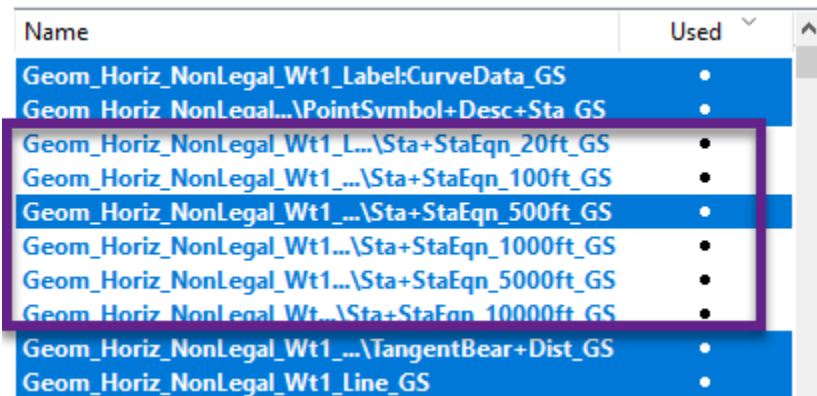 Name Used
Geom_Horiz_NonLegal_Wt1_Label:CurveData_GS
Geom_Horiz_NonLegal...\PointSymbol+Desc+Sta_GS
Geom_Horiz_NonLegal_Wt1_L...\Sta+StaEqn_20ft_GS
Geom_Horiz_NonLegal_Wt1_...\Sta+StaEqn_100ft_GS
Geom_Horiz_NonLegal_Wt1_...\Sta+StaEqn_500ft_GS
Geom_Horiz_NonLegal_Wt1...\Sta+StaEqn_1000ft_GS
Geom_Horiz_NonLegal_Wt1...\Sta+StaEqn_5000ft_GS
Geom_Horiz_NonLegal_Wt...\Sta+StaEqn_10000ft_GS
Geom_Horiz_NonLegal_Wt1_...\TangentBear+Dist_GS
Geom_Horiz_NonLegal_Wt1_Line_GS